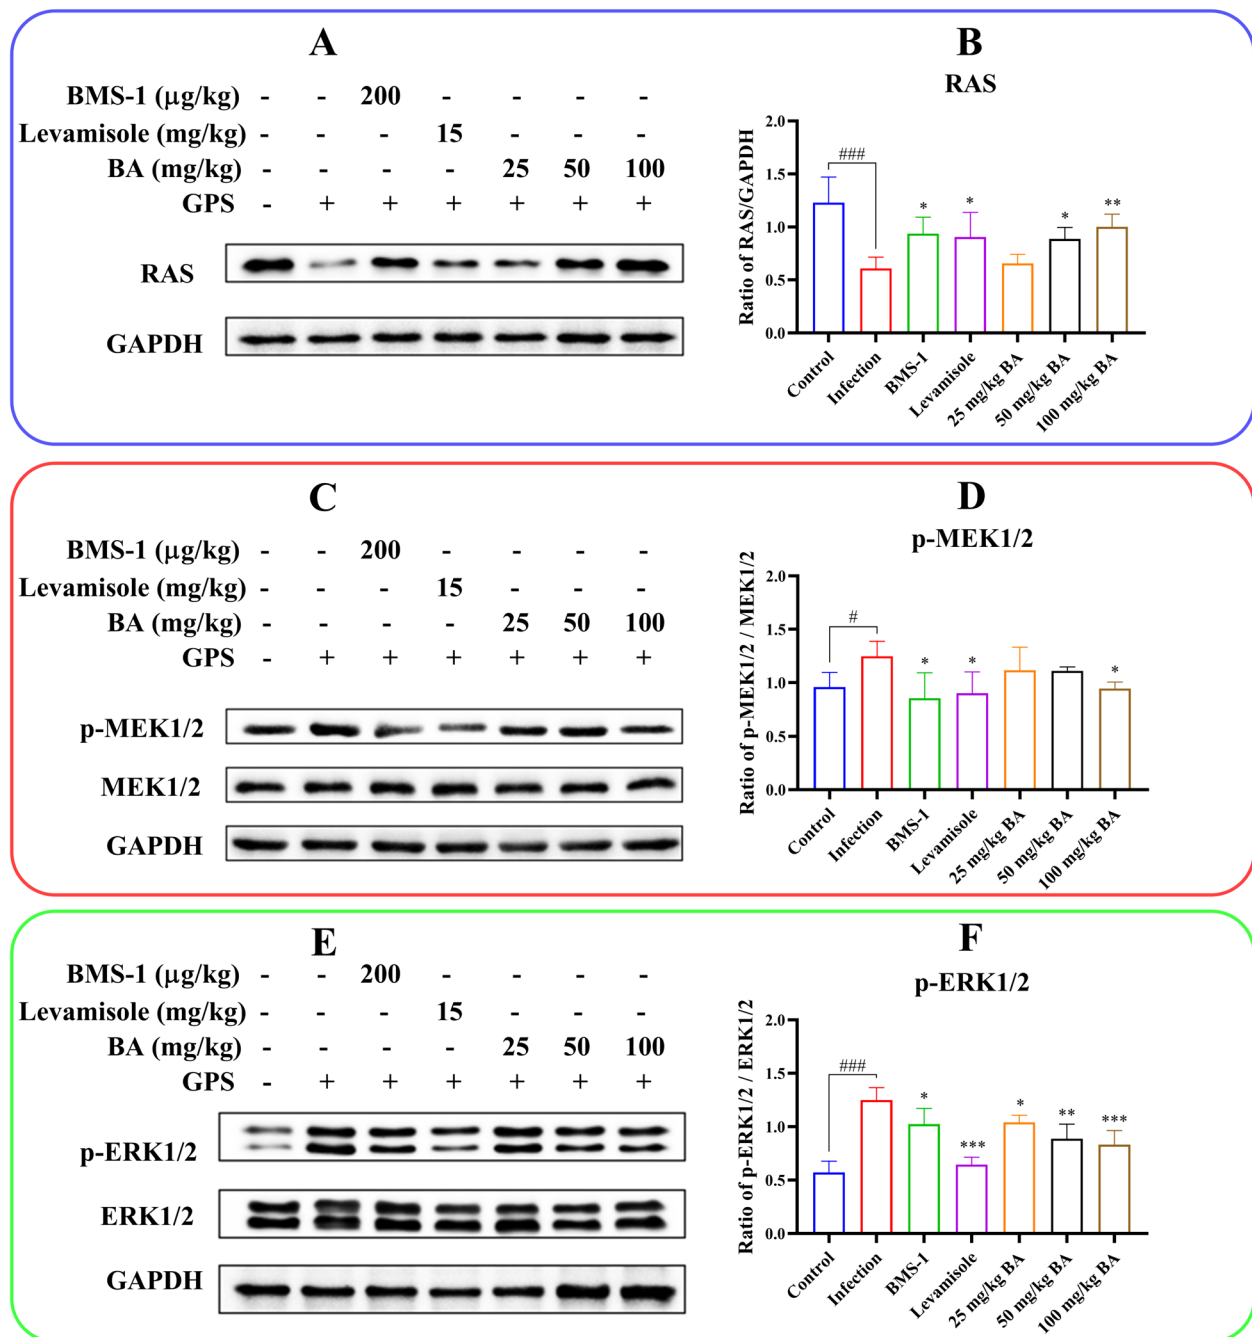 A
BMS-1 (μg/kg) - - 200 - - - -
Levamisole (mg/kg) - - - 15 - - -
BA (mg/kg) - - - - 25 50 100
GPS - + + + + + +
RAS
GAPDH
B
RAS
Ratio of RAS/GAPDH
2.0
1.5
1.0
0.5
0.0
###
*
*
*
**
Control
Infection
BMS-1
Levamisole
25 mg/kg BA
50 mg/kg BA
100 mg/kg BA
C
BMS-1 (μg/kg) - - 200 - - - -
Levamisole (mg/kg) - - - 15 - - -
BA (mg/kg) - - - - 25 50 100
GPS - + + + + + +
p-MEK1/2
MEK1/2
GAPDH
D
p-MEK1/2
Ratio of p-MEK1/2 / MEK1/2
2.0
1.5
1.0
0.5
0.0
#
*
*
*
Control
Infection
BMS-1
Levamisole
25 mg/kg BA
50 mg/kg BA
100 mg/kg BA
E
BMS-1 (μg/kg) - - 200 - - - -
Levamisole (mg/kg) - - - 15 - - -
BA (mg/kg) - - - - 25 50 100
GPS - + + + + + +
p-ERK1/2
ERK1/2
GAPDH
F
p-ERK1/2
Ratio of p-ERK1/2 / ERK1/2
2.0
1.5
1.0
0.5
0.0
###
*
***
*
**
***
Control
Infection
BMS-1
Levamisole
25 mg/kg BA
50 mg/kg BA
100 mg/kg BA